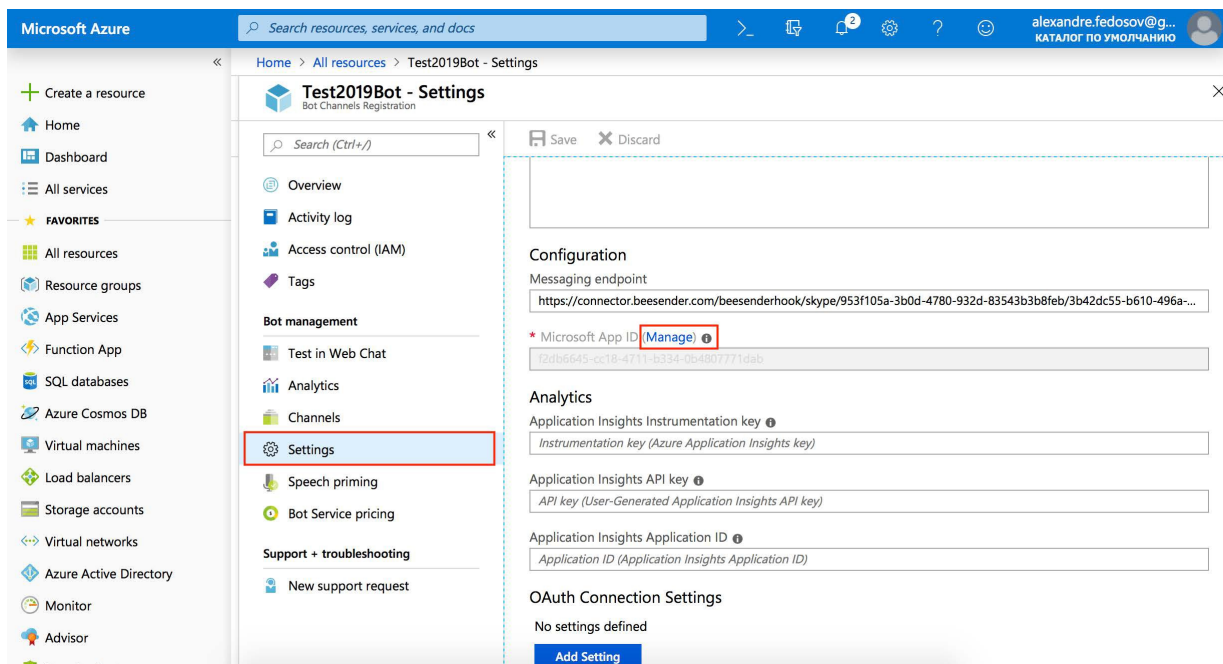 Microsoft Azure
Search resources, services, and docs
2
alexandre.fedosov@g...
КАТАЛОГ ПО УМОЛЧАНИЮ
Home > All resources > Test2019Bot - Settings
Create a resource
Home
Dashboard
All services
FAVORITES
All resources
Resource groups
App Services
Function App
SQL databases
Azure Cosmos DB
Virtual machines
Load balancers
Storage accounts
Virtual networks
Azure Active Directory
Monitor
Advisor
Test2019Bot - Settings
Bot Channels Registration
Search (Ctrl+/)
Overview
Activity log
Access control (IAM)
Tags
Bot management
Test in Web Chat
Analytics
Channels
Settings
Speech priming
Bot Service pricing
Support + troubleshooting
New support request
Save
Discard
Configuration
Messaging endpoint
https://connector.beesender.com/beesenderhook/skype/953f105a-3b0d-4780-932d-83543b3b8feb/3b42dc55-b610-496a-...
* Microsoft App ID (Manage)
f2db6645-cc18-4711-b334-0b4807771dab
Analytics
Application Insights Instrumentation key
Instrumentation key (Azure Application Insights key)
Application Insights API key
API key (User-Generated Application Insights API key)
Application Insights Application ID
Application ID (Application Insights Application ID)
OAuth Connection Settings
No settings defined
Add Setting